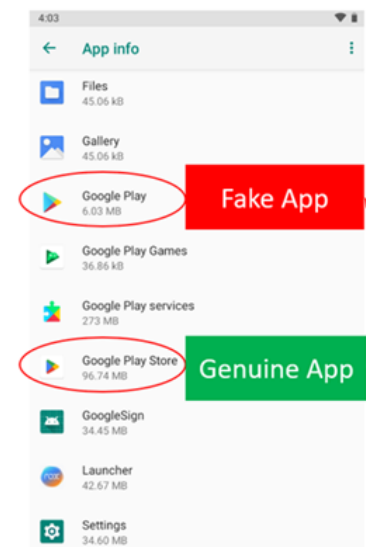 4:03
App info
Files
45.06 kB
Gallery
45.06 kB
Google Play
6.03 MB
Fake App
Google Play Games
36.86 kB
Google Play services
273 MB
Google Play Store
96.74 MB
Genuine App
GoogleSign
34.45 MB
nox
Launcher
42.67 MB
Settings
34.60 MB